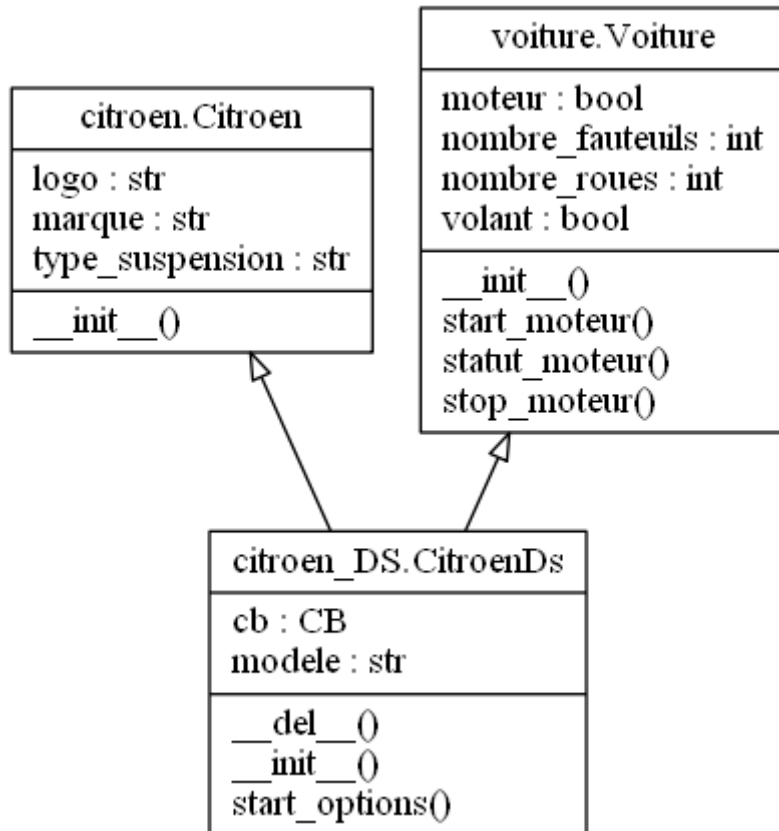 citroen.Citroen
logo : str
marque : str
type_suspension : str
__init__()
voiture.Voiture
moteur : bool
nombre_fauteuils : int
nombre_roues : int
volant : bool
__init__()
start_moteur()
statut_moteur()
stop_moteur()
citroen_DS.CitroenDs
cb : CB
modele : str
__del__()
__init__()
start_options()